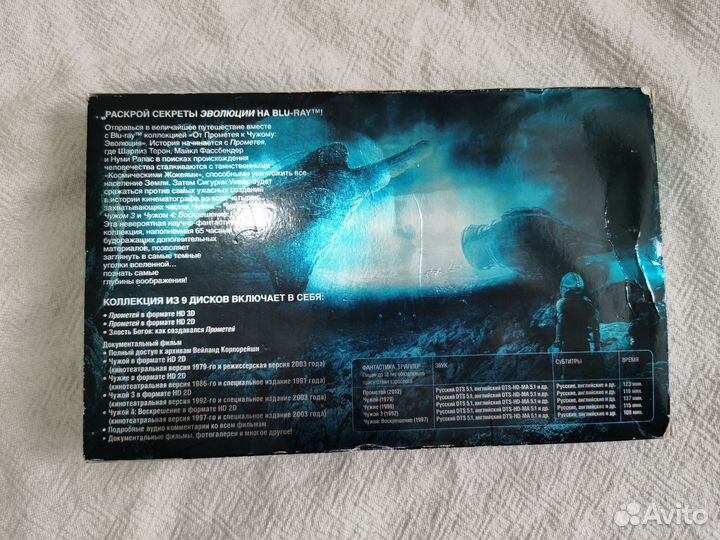 РАСКРОЙ СЕКРЕТЫ ЭВОЛЮЦИИ НА BLU-RAY™!
Отправься в величайшее путешествие вместе
с Blu-ray™ коллекцией «От Прометея к Чужому:
Эволюция». История начинается с Прометея,
где Шарлиз Терон, Майкл Фассбендер
и Нуми Рапас в поисках происхождения
человечества сталкиваются с таинственными
«Космическими Жокеями», способными уничтожить все
население Земли. Затем Сигурни Уивер будет
сражаться против самых ужасных созданий
в истории кинематографа во всех четырех
захватывающих частях
Чужом 3 и Чужом 4: Воскрешение.
Эта невероятная научно-фантастическая
коллекция, наполненная 65 часами
будоражащих дополнительных
материалов, позволяет
заглянуть в самые темные
уголки вселенной...
познать самые
глубины воображения!
КОЛЛЕКЦИЯ ИЗ 9 ДИСКОВ ВКЛЮЧАЕТ В СЕБЯ:
• Прометей в формате HD 3D
• Прометей в формате HD 2D
• Злость Богов: как создавался Прометей
Документальный фильм
• Полный доступ к архивам Вейланд Корпорейшн
• Чужой в формате HD 2D
(кинотеатральная версия 1979-го и режиссерская версия 2003 года)
• Чужие в формате HD 2D
(кинотеатральная версия 1986-го и специальное издание 1991 года)
• Чужой 3 в формате HD 2D
(кинотеатральная версия 1992-го и специальное издание 2003 года)
• Чужой 4: Воскрешение в формате HD 2D
(кинотеатральная версия 1997-го и специальное издание 2003 года)
• Подробные аудио комментарии ко всем фильмам
• Документальные фильмы, фотогалереи и многое другое!
ФАНТАСТИКА, ТРИЛЛЕР ЗВУК СУБТИТРЫ ВРЕМЯ
Прометей (2012) Русский DTS 5.1, английский DTS-HD-MA 5.1 и др. Русские, английские и др. 123 мин.
Чужой (1979) Русский DTS 5.1, английский DTS-HD-MA 5.1 и др. Русские, английские и др. 116 мин.
Чужие (1986) Русский DTS 5.1, английский DTS-HD-MA 5.1 и др. Русские, английские и др. 137 мин.
Чужой 3 (1992) Русский DTS 5.1, английский DTS-HD-MA 5.1 и др. Русские, английские и др. 115 мин.
Чужой: Воскрешение (1997) Русский DTS 5.1, английский DTS-HD-MA 5.1 и др. Русские, английские и др. 108 мин.
Avito